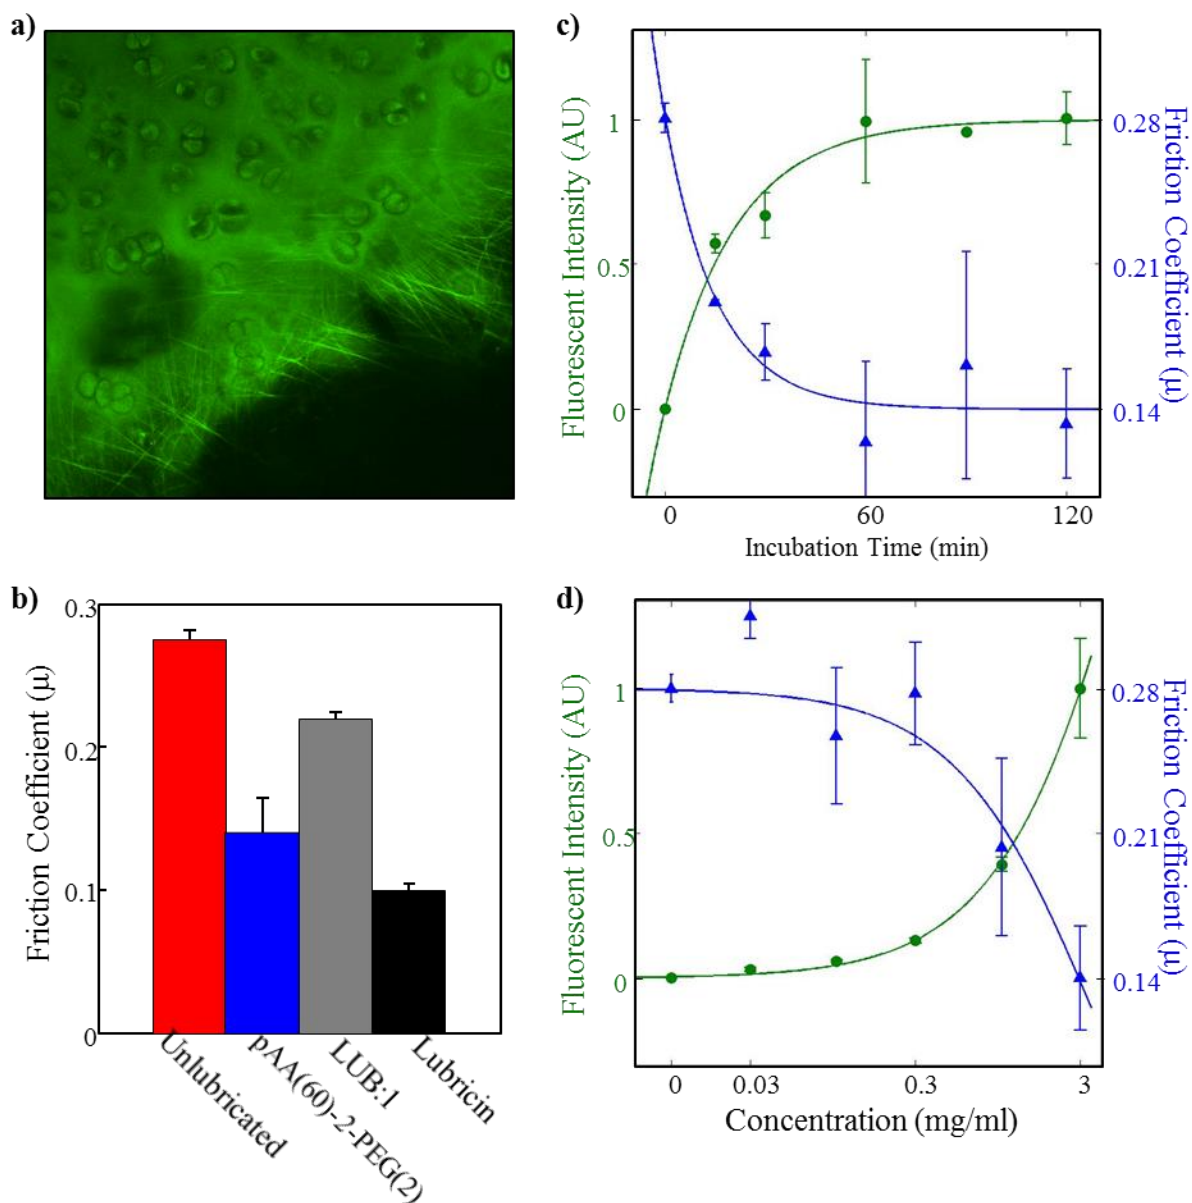 a)
b)
0.3
0.2
0.1
0
Friction Coefficient (μ)
Unlubricated
pAA(60)-2-PEG(2)
LUB:1
Lubricin
c)
1
0.5
0
Fluorescent Intensity (AU)
0.28
0.21
0.14
Friction Coefficient (μ)
0 60 120
Incubation Time (min)
d)
1
0.5
0
Fluorescent Intensity (AU)
0.28
0.21
0.14
Friction Coefficient (μ)
0 0.03 0.3 3
Concentration (mg/ml)